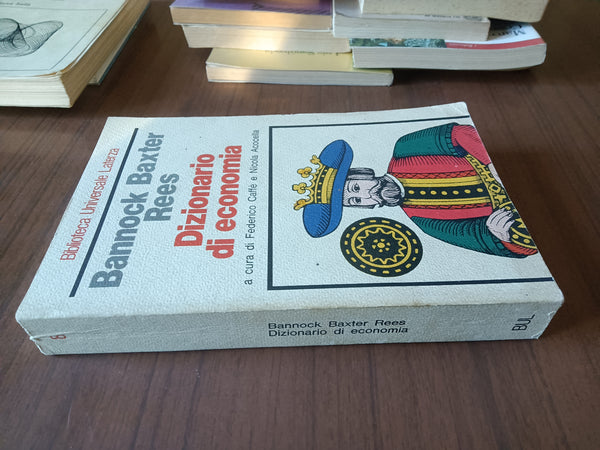 Biblioteca Universale Laterza
Bannock Baxter
Rees
Dizionario
di economia
a cura di Federico Caffè e Nicola Acocella
8
Bannock Baxter Rees
Dizionario di economia
BUL